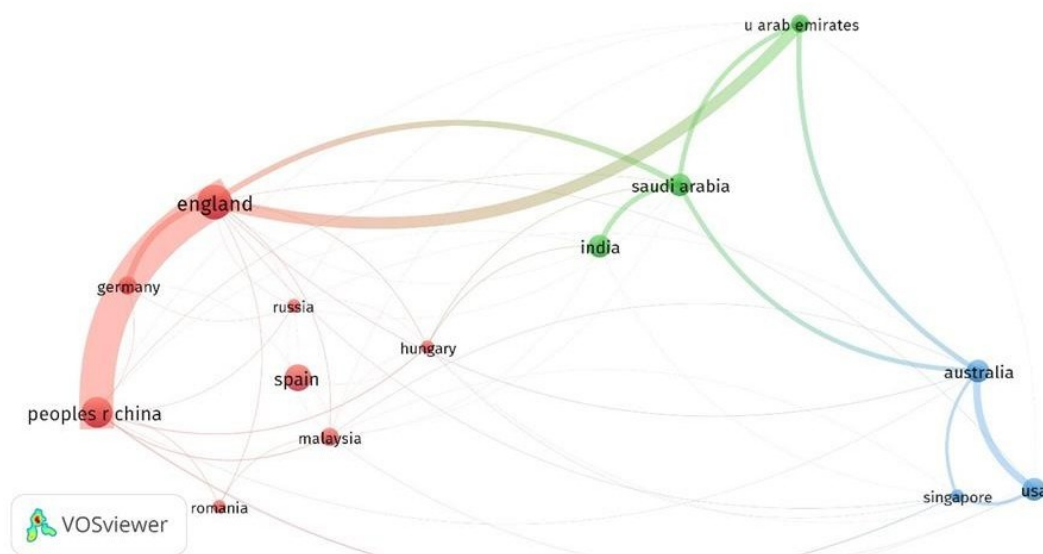 u arab emirates
saudi arabia
england
india
germany
russia
hungary
spain
australia
peoples r china
malaysia
singapore
usa
romania
VOSviewer